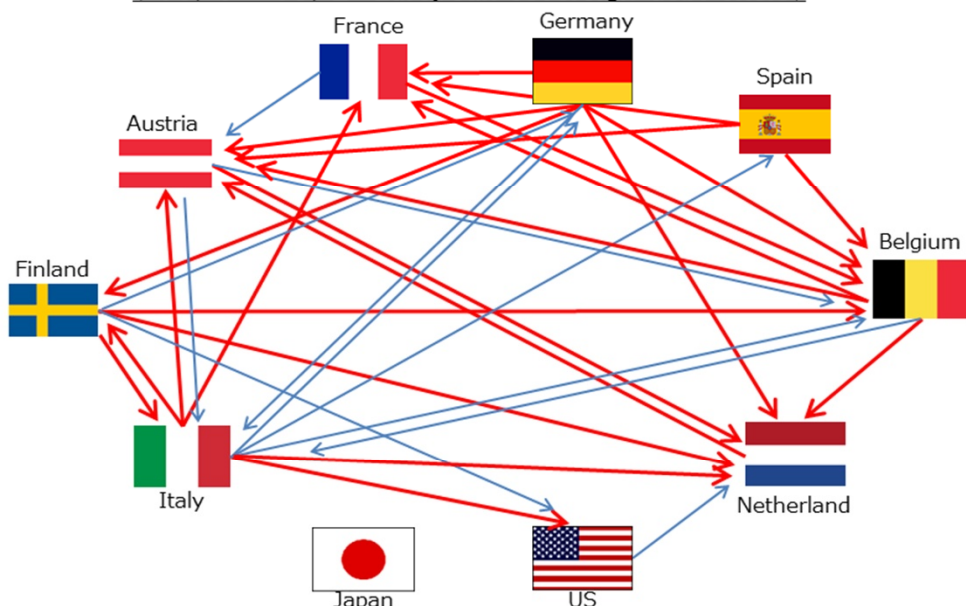 France
Germany
Spain
Austria
Belgium
Finland
Italy
Netherland
Japan
US